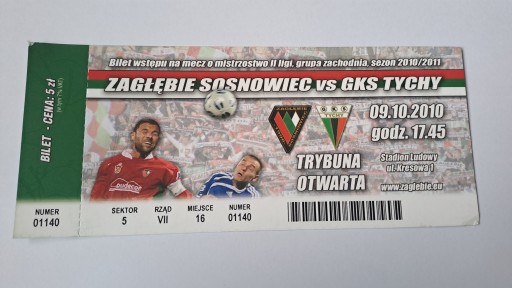 Bilet wstępu na mecz o mistrzostwo II ligi, grupa zachodnia, sezon 2010/2011
ZAGŁĘBIE SOSNOWIEC vs GKS TYCHY
BILET - CENA: 5 zł
09.10.2010
godz. 17.45
ZAGŁĘBIE
TYCHY
TRYBUNA
OTWARTA
Stadion Ludowy
ul. Kresowa 1
www.zaglebie.eu
NUMER
01140
SEKTOR
5
RZĄD
VII
MIEJSCE
16
NUMER
01140